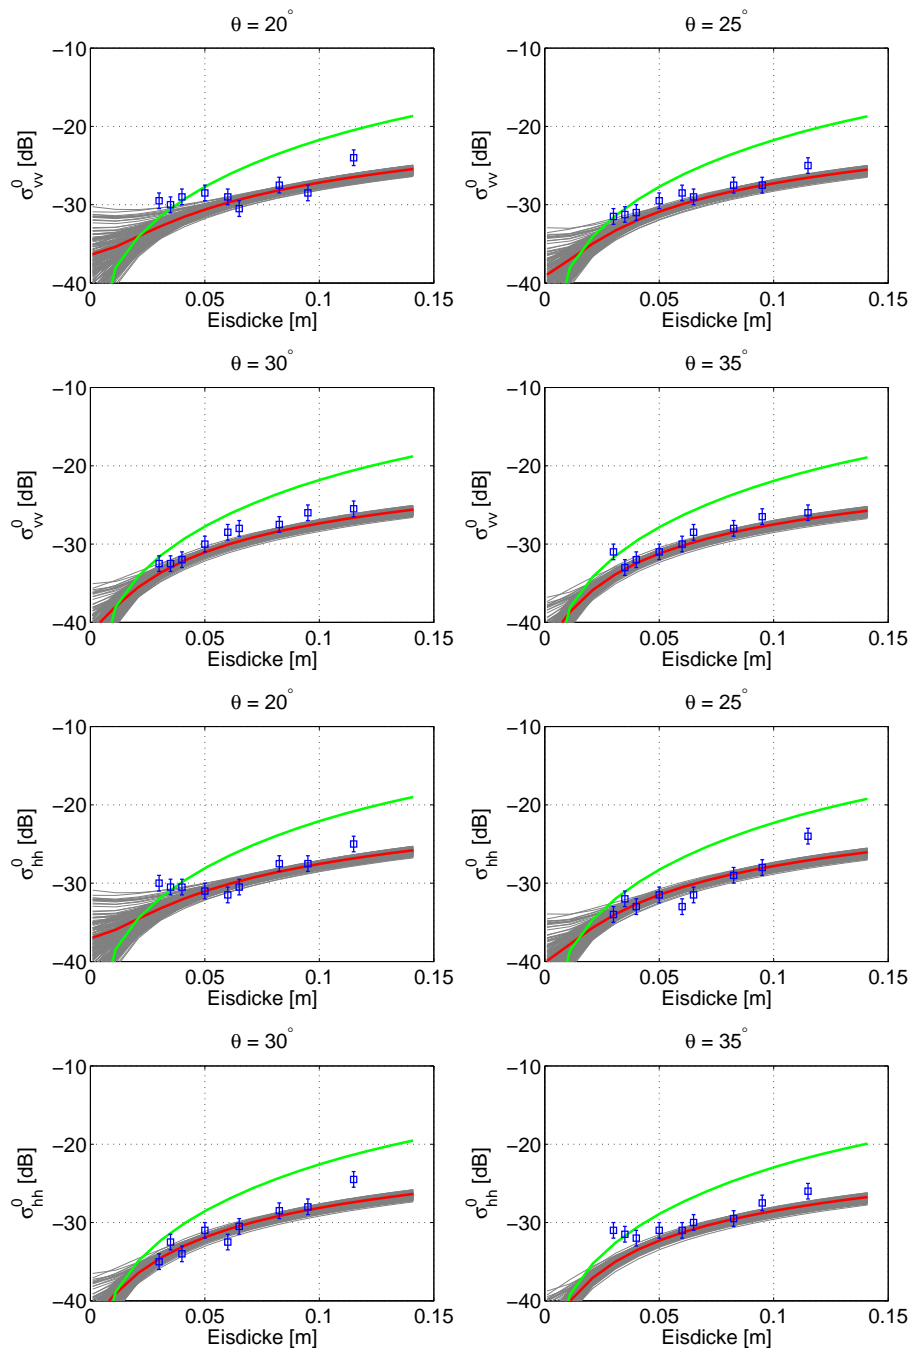 θ = 20°
θ = 25°
−10
−20
−30
−40
σ⁰vv [dB]
0 0.05 0.1 0.15
Eisdicke [m]
−10
−20
−30
−40
σ⁰vv [dB]
0 0.05 0.1 0.15
Eisdicke [m]
θ = 30°
θ = 35°
−10
−20
−30
−40
σ⁰vv [dB]
0 0.05 0.1 0.15
Eisdicke [m]
−10
−20
−30
−40
σ⁰vv [dB]
0 0.05 0.1 0.15
Eisdicke [m]
θ = 20°
θ = 25°
−10
−20
−30
−40
σ⁰hh [dB]
0 0.05 0.1 0.15
Eisdicke [m]
−10
−20
−30
−40
σ⁰hh [dB]
0 0.05 0.1 0.15
Eisdicke [m]
θ = 30°
θ = 35°
−10
−20
−30
−40
σ⁰hh [dB]
0 0.05 0.1 0.15
Eisdicke [m]
−10
−20
−30
−40
σ⁰hh [dB]
0 0.05 0.1 0.15
Eisdicke [m]